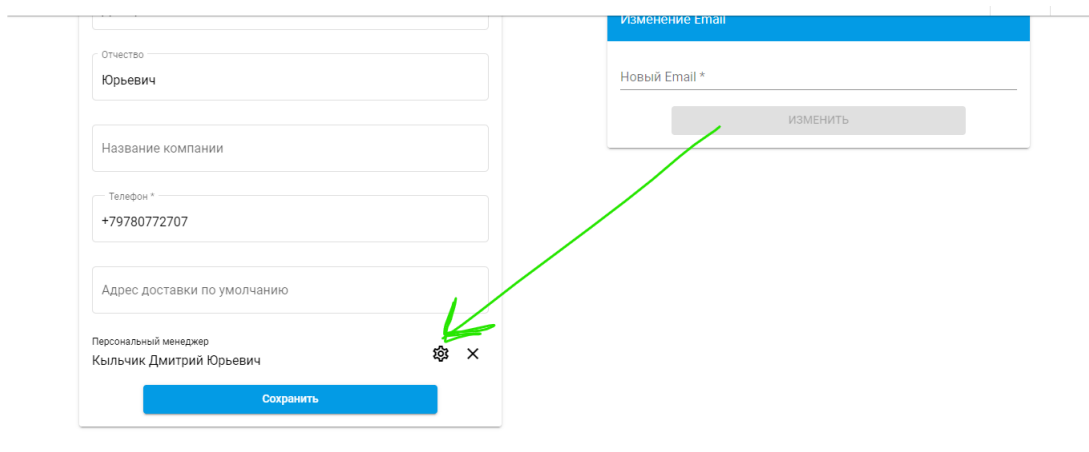 Отчество
Юрьевич
Название компании
Телефон *
+79780772707
Адрес доставки по умолчанию
Персональный менеджер
Кыльчик Дмитрий Юрьевич
Сохранить
Изменение Email
Новый Email *
ИЗМЕНИТЬ